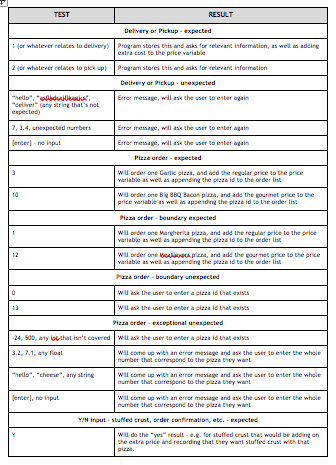 TEST RESULT
Delivery or Pickup - expected
1 (or whatever relates to delivery) Program stores this and asks for relevant information, as well as adding
extra cost to the price variable
2 (or whatever relates to pick up) Program stores this and asks for relevant information
Delivery or Pickup - unexpected
"hello", Error message, will ask the user to enter again
"deliver" (any string that's not
expected)
7, 3.4, unexpected numbers Error message, will ask the user to enter again
[enter] - no input Error message, will ask the user to enter again
Pizza order - expected
3 Will order one Garlic pizza, and add the regular price to the price
variable as well as appending the pizza id to the order list
10 Will order one Big BBQ Bacon pizza, and add the gourmet price to the price
variable as well as appending the pizza id to the order list
Pizza order - boundary expected
1 Will order one Margherita pizza, and add the regular price to the price
variable as well as appending the pizza id to the order list
12 Will order one pizza, and add the gourmet price to the price
variable as well as appending the pizza id to the order list
Pizza order - boundary unexpected
0 Will ask the user to enter a pizza id that exists
13 Will ask the user to enter a pizza id that exists
Pizza order - exceptional unexpected
-24, 500, any int that isn't covered Will ask the user to enter a pizza id that exists
3.2, 7.1, any float Will come up with an error message and ask the user to enter the whole
number that correspond to the pizza they want
"hello", "cheese", any string Will come up with an error message and ask the user to enter the whole
number that correspond to the pizza they want
[enter], no input Will come up with an error message and ask the user to enter the whole
number that correspond to the pizza they want
Y/N input - stuffed crust, order confirmation, etc. - expected
Y Will do the "yes" result - e.g. for stuffed crust that would be adding on
the extra price and recording that they want stuffed crust with that
pizza.